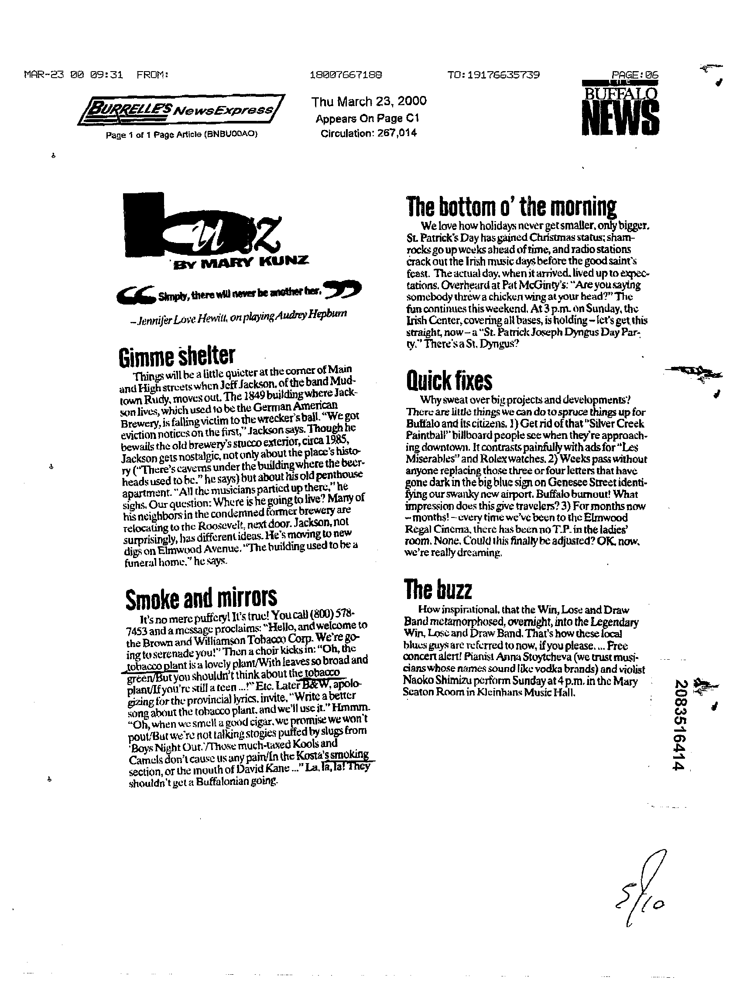 MAR-23 00 09:31 FROM: 18007667180 TO:19176635739 PAGE:06
BURRELLE'S NewsExpress
Page 1 of 1 Page Article (BNBU00AO)
Thu March 23, 2000
Appears On Page C1
Circulation: 267,014
THE
BUFFALO
NEWS
Kunz
BY MARY KUNZ
“ Simply, there will never be another her. ”
– Jennifer Love Hewitt, on playing Audrey Hepburn
Gimme shelter
Things will be a little quieter at the corner of Main
and High streets when Jeff Jackson, of the band Mud-
town Rudy, moves out. The 1849 building where Jack-
son lives, which used to be the German American
Brewery, is falling victim to the wrecker's ball. "We got
eviction notices on the first," Jackson says. Though he
bewails the old brewery's stucco exterior, circa 1985,
Jackson gets nostalgic, not only about the place's histo-
ry ("There's caverns under the building where the beer-
heads used to be," he says) but about his old penthouse
apartment. "All the musicians partied up there," he
sighs. Our question: Where is he going to live? Many of
his neighbors in the condemned former brewery are
relocating to the Roosevelt, next door. Jackson, not
surprisingly, has different ideas. He's moving to new
digs on Elmwood Avenue. "The building used to be a
funeral home," he says.
Smoke and mirrors
It's no mere puffery! It's true! You call (800) 578-
7453 and a message proclaims: "Hello, and welcome to
the Brown and Williamson Tobacco Corp. We're go-
ing to serenade you!" Then a choir kicks in: "Oh, the
tobacco plant is a lovely plant/With leaves so broad and
green/But you shouldn't think about the tobacco
plant/If you're still a teen ...!" Etc. Later B&W, apolo-
gizing for the provincial lyrics, invite, "Write a better
song about the tobacco plant, and we'll use it." Hmmm.
"Oh, when we smell a good cigar, we promise we won't
pout/But we're not talking stogies puffed by slugs from
'Boys Night Out.'/Those much-taxed Kools and
Camels don't cause us any pain/In the Kosta's smoking
section, or the mouth of David Kane ..." La, la, la! They
shouldn't get a Buffalonian going.
The bottom o' the morning
We love how holidays never get smaller, only bigger.
St. Patrick's Day has gained Christmas status; sham-
rocks go up weeks ahead of time, and radio stations
crack out the Irish music days before the good saint's
feast. The actual day, when it arrived, lived up to expec-
tations. Overheard at Pat McGinty's: "Are you saying
somebody threw a chicken wing at your head?" The
fun continues this weekend. At 3 p.m. on Sunday, the
Irish Center, covering all bases, is holding – let's get this
straight, now – a "St. Patrick Joseph Dyngus Day Par-
ty." There's a St. Dyngus?
Quick fixes
Why sweat over big projects and developments?
There are little things we can do to spruce things up for
Buffalo and its citizens. 1) Get rid of that "Silver Creek
Paintball" billboard people see when they're approach-
ing downtown. It contrasts painfully with ads for "Les
Miserables" and Rolex watches. 2) Weeks pass without
anyone replacing those three or four letters that have
gone dark in the big blue sign on Genesee Street identi-
fying our swanky new airport. Buffalo burnout! What
impression does this give travelers? 3) For months now
– months! – every time we've been to the Elmwood
Regal Cinema, there has been no T.P. in the ladies'
room. None. Could this finally be adjusted? OK, now,
we're really dreaming.
The buzz
How inspirational, that the Win, Lose and Draw
Band metamorphosed, overnight, into the Legendary
Win, Lose and Draw Band. That's how these local
blues guys are referred to now, if you please. ... Free
concert alert! Pianist Anna Stoytcheva (we trust musi-
cians whose names sound like vodka brands) and violist
Naoko Shimizu perform Sunday at 4 p.m. in the Mary
Seaton Room in Kleinhans Music Hall.
2083516414
5/10